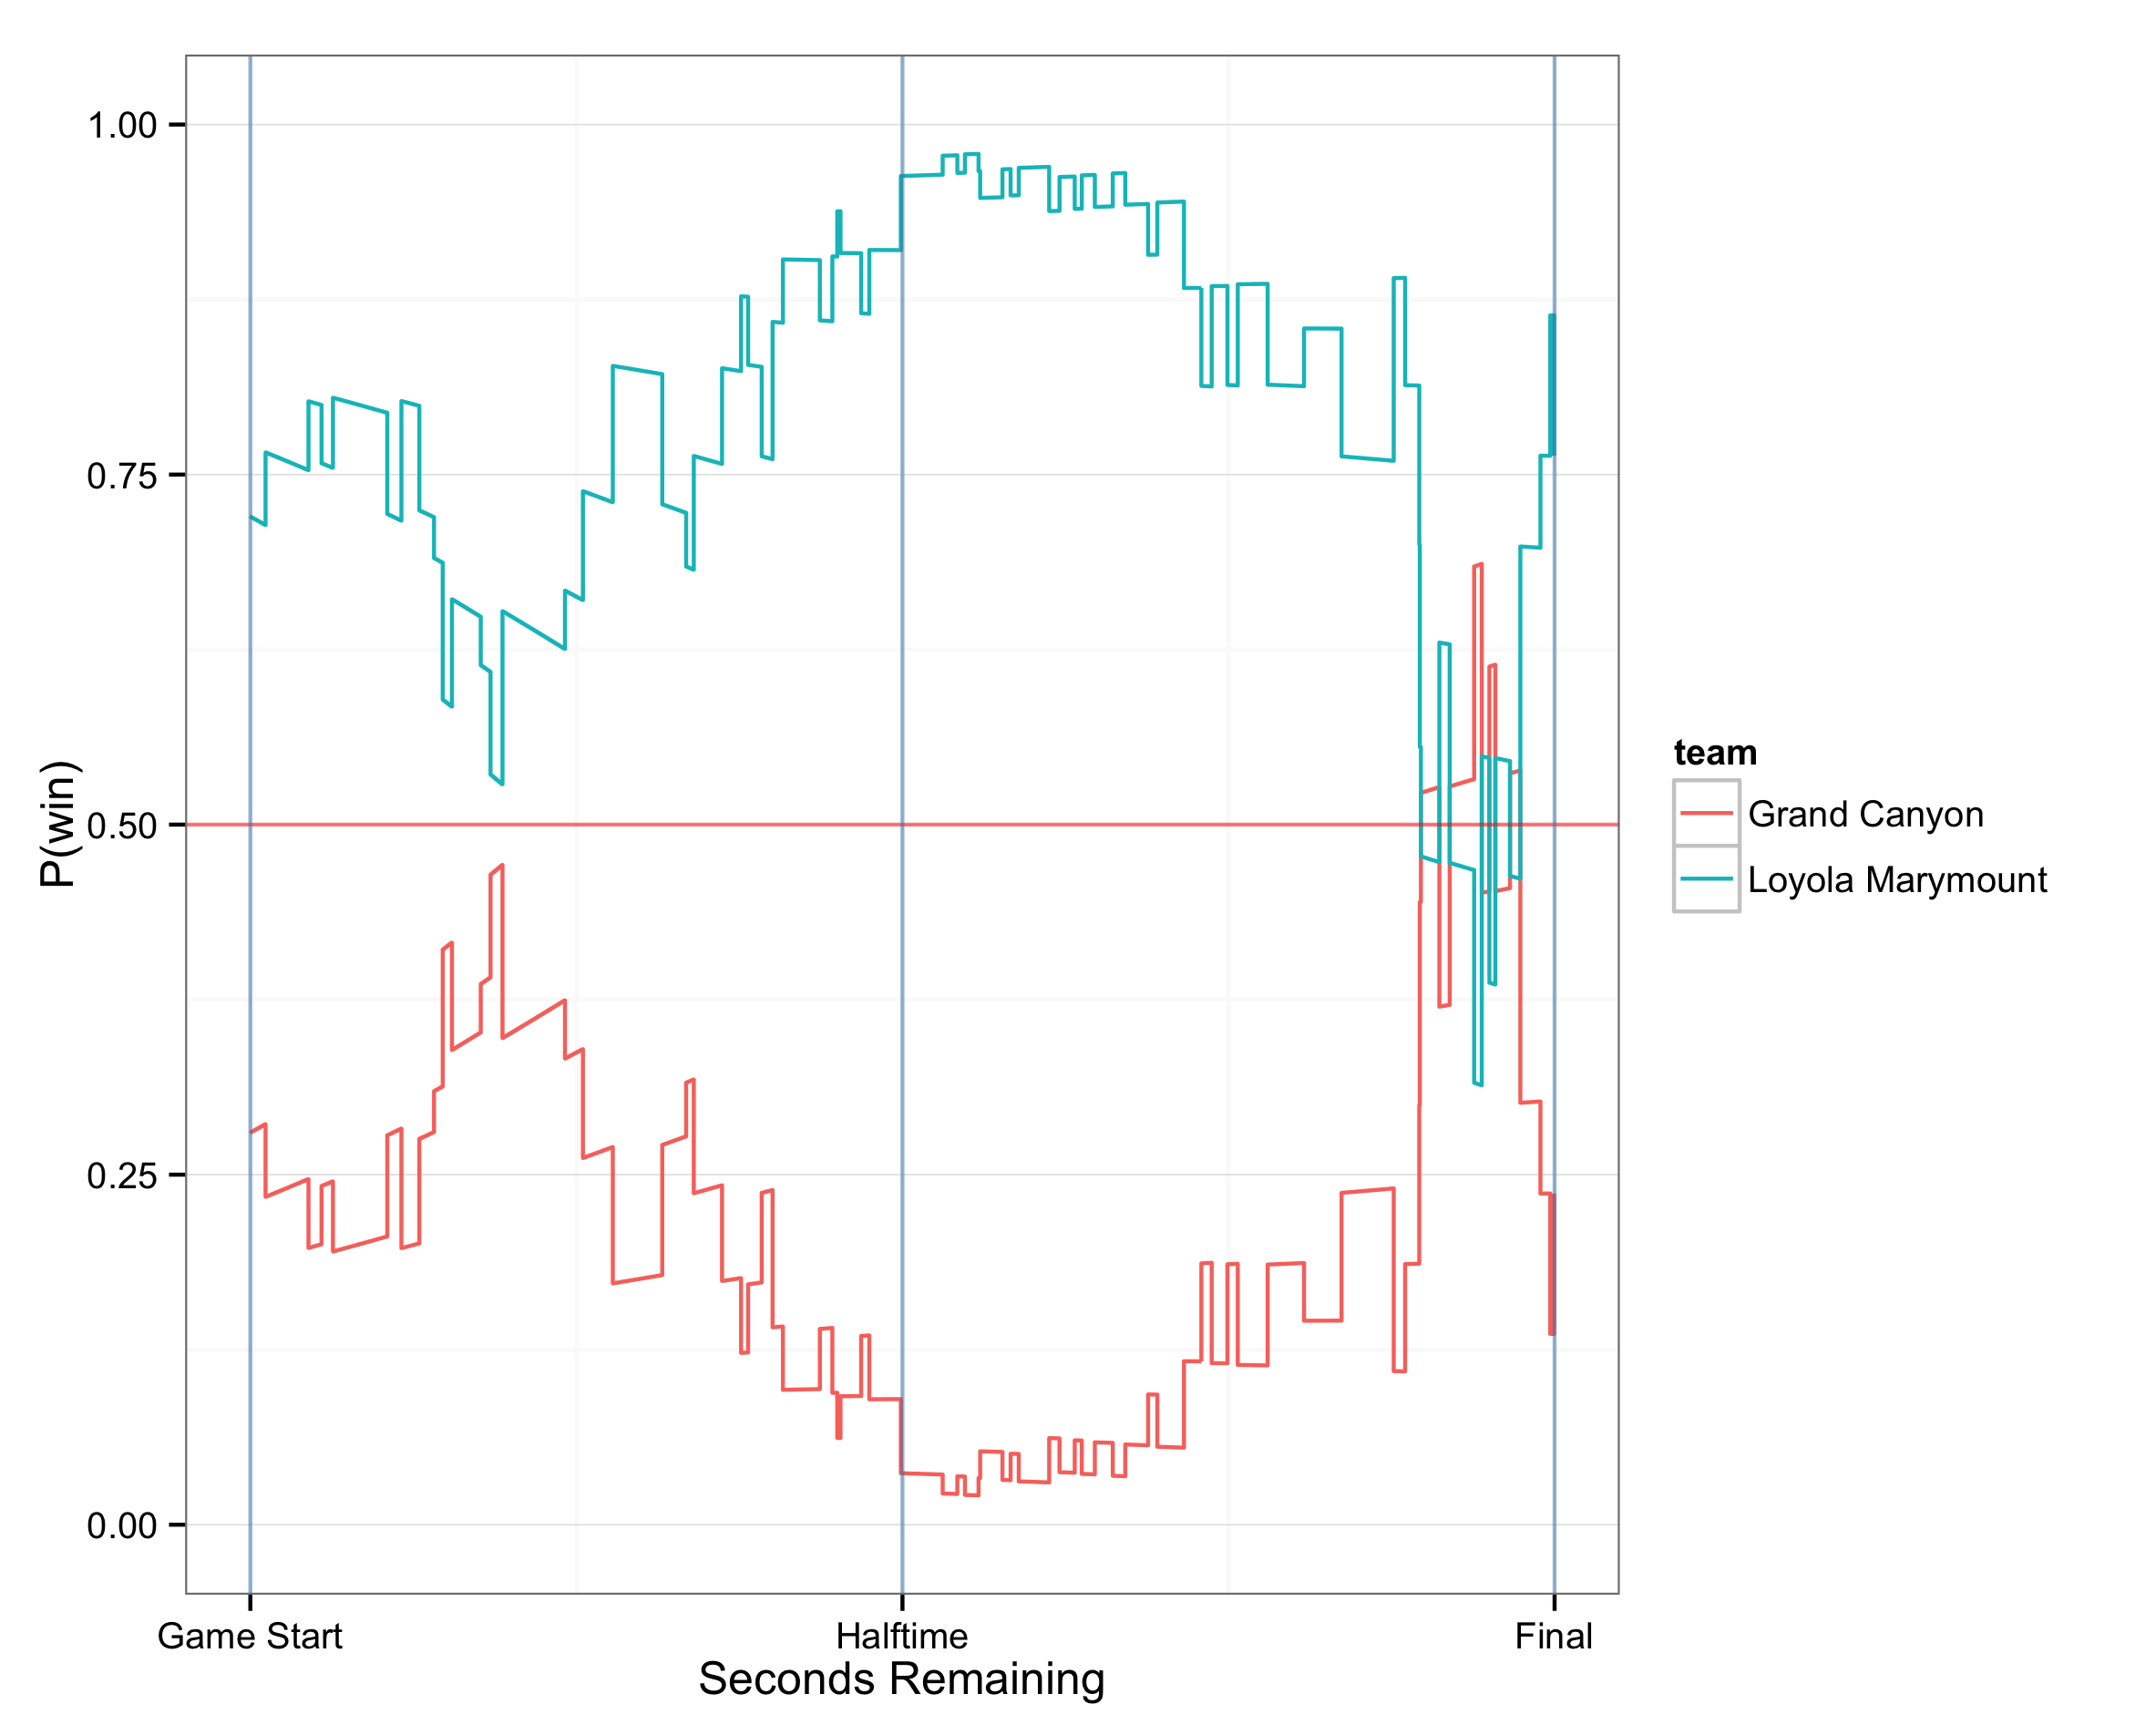 P(win)
1.00
0.75
0.50
0.25
0.00
Game Start
Halftime
Final
Seconds Remaining
team
Grand Canyon
Loyola Marymount